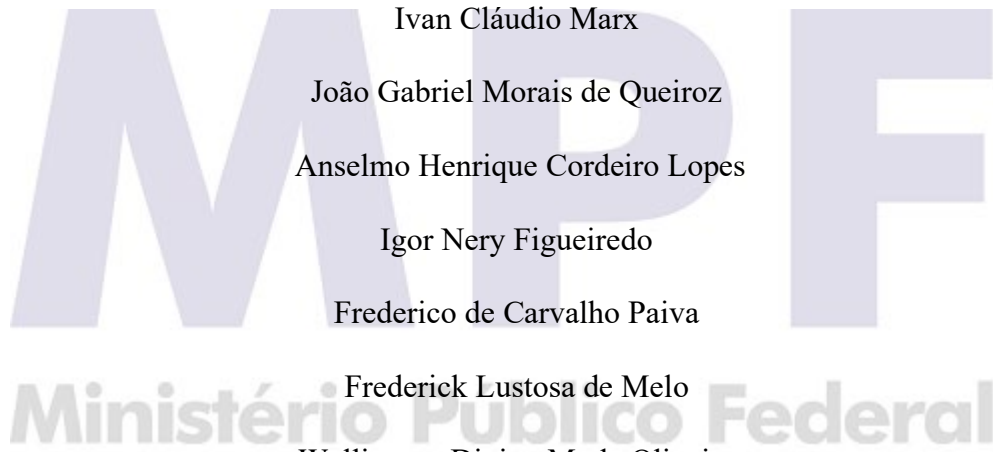 MPF
Ivan Cláudio Marx
João Gabriel Morais de Queiroz
Anselmo Henrique Cordeiro Lopes
Igor Nery Figueiredo
Frederico de Carvalho Paiva
Frederick Lustosa de Melo
Ministério Público Federal